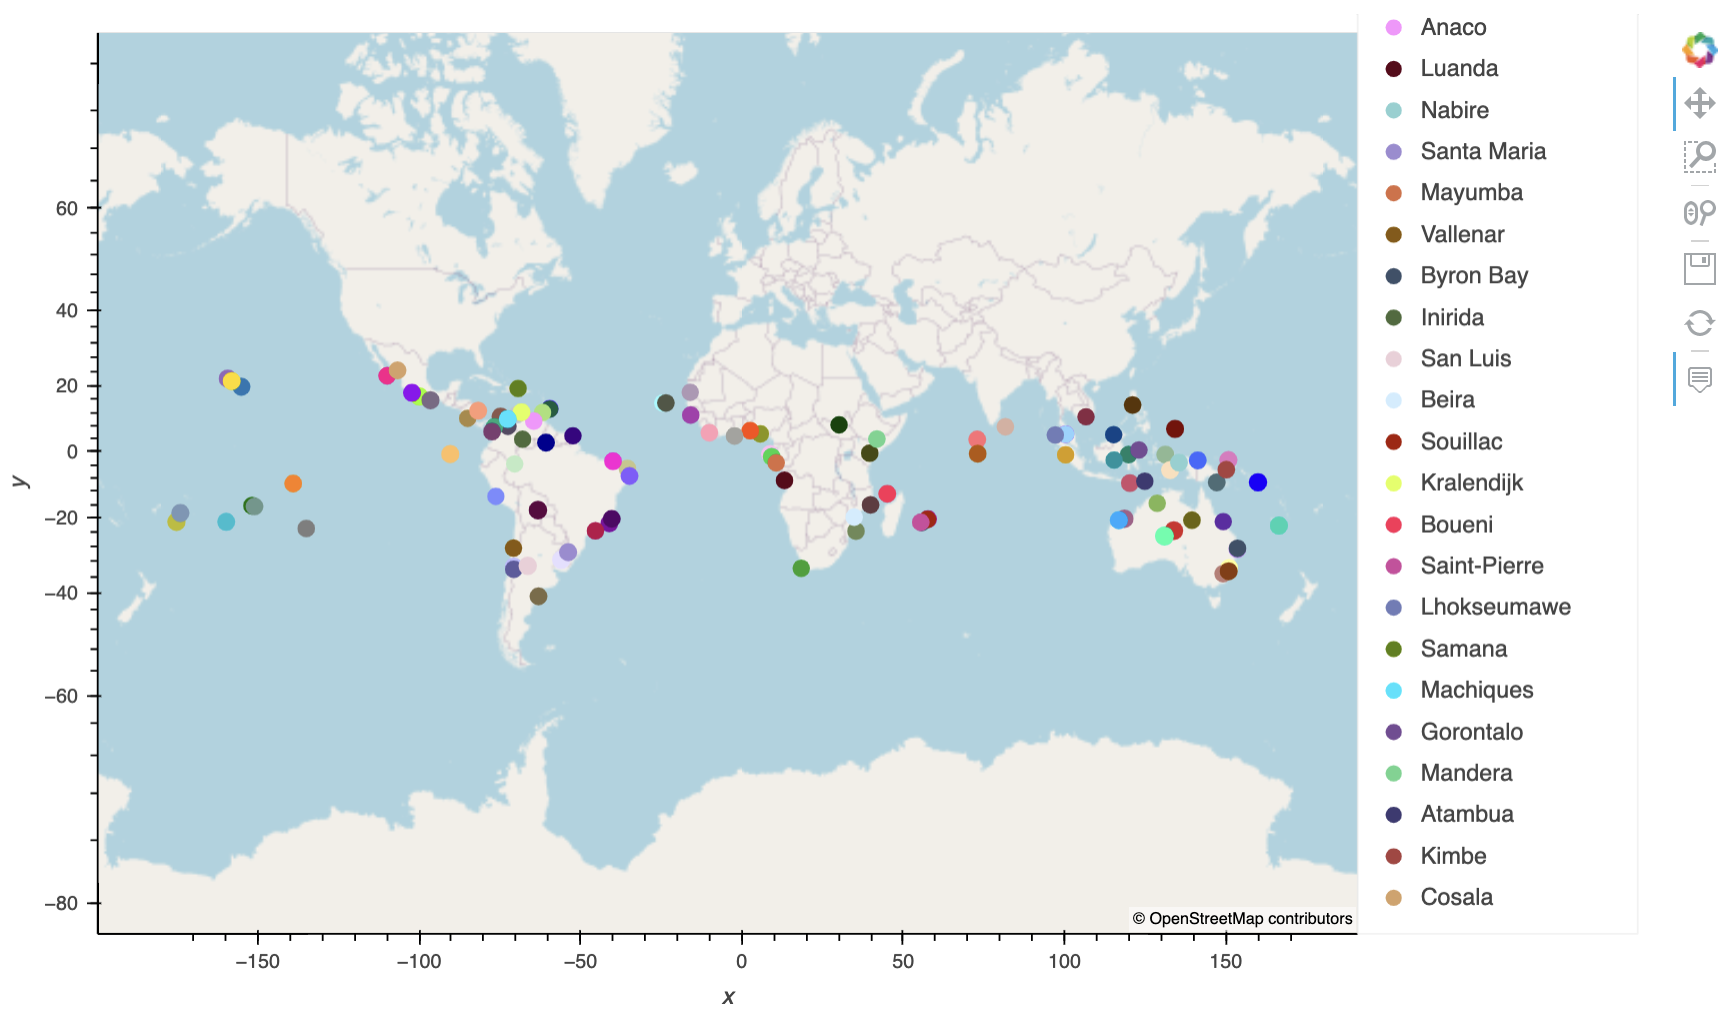 Anaco
Luanda
Nabire
Santa Maria
Mayumba
Vallenar
Byron Bay
Inirida
San Luis
Beira
Souillac
Kralendijk
Boueni
Saint-Pierre
Lhokseumawe
Samana
Machiques
Gorontalo
Mandera
Atambua
Kimbe
Cosala
60
40
20
0
−20
−40
−60
−80
y
© OpenStreetMap contributors
−150 −100 −50 0 50 100 150
x